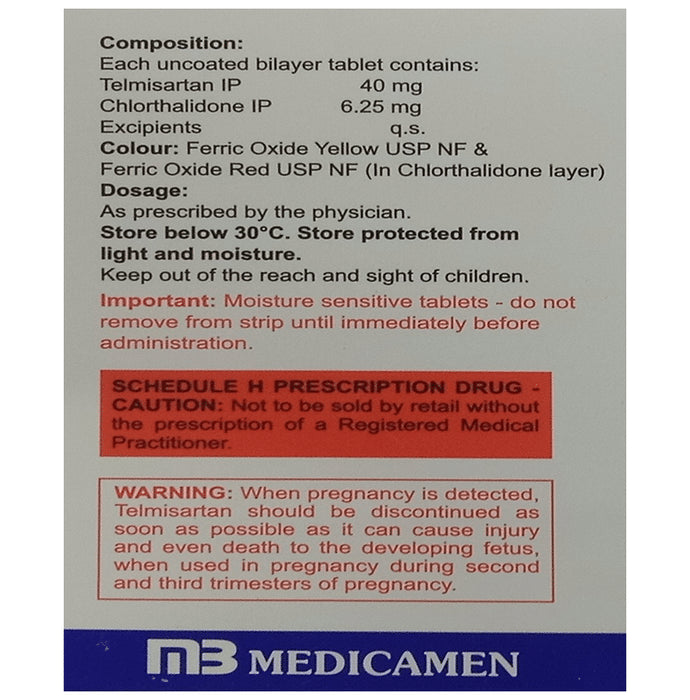 Composition:
Each uncoated bilayer tablet contains:
Telmisartan IP 40 mg
Chlorthalidone IP 6.25 mg
Excipients q.s.
Colour: Ferric Oxide Yellow USP NF &
Ferric Oxide Red USP NF (In Chlorthalidone layer)
Dosage:
As prescribed by the physician.
Store below 30°C. Store protected from
light and moisture.
Keep out of the reach and sight of children.
Important: Moisture sensitive tablets - do not
remove from strip until immediately before
administration.
SCHEDULE H PRESCRIPTION DRUG -
CAUTION: Not to be sold by retail without
the prescription of a Registered Medical
Practitioner.
WARNING: When pregnancy is detected,
Telmisartan should be discontinued as
soon as possible as it can cause injury
and even death to the developing fetus,
when used in pregnancy during second
and third trimesters of pregnancy.
MB MEDICAMEN